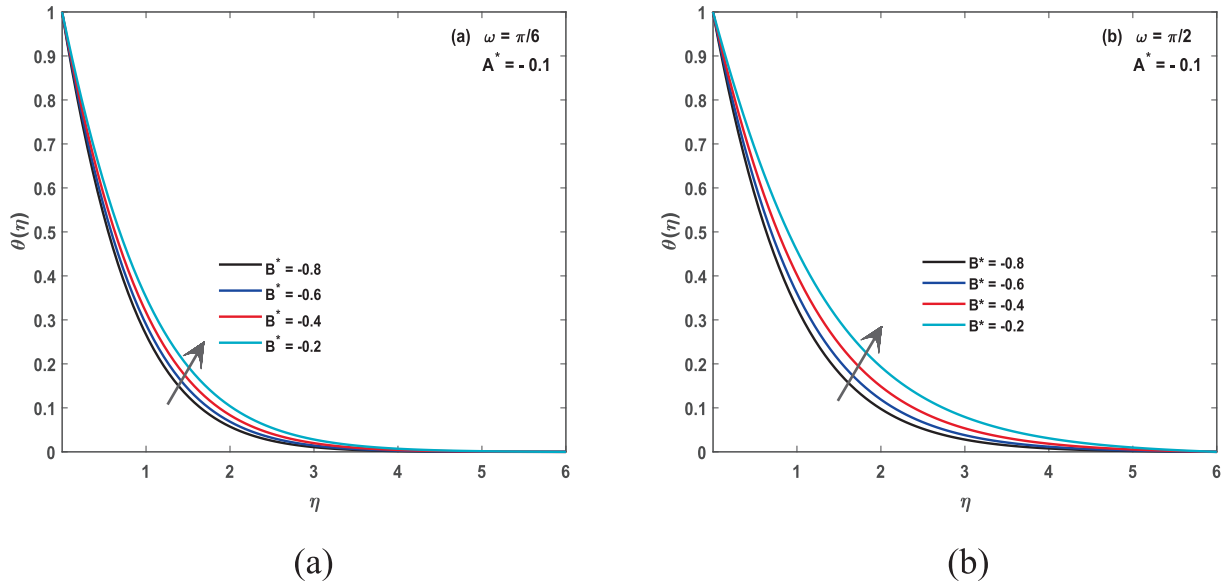 1
0.9
0.8
0.7
0.6
0.5
0.4
0.3
0.2
0.1
0
θ(η)
(a) ω = π/6
A* = - 0.1
B* = -0.8
B* = -0.6
B* = -0.4
B* = -0.2
1 2 3 4 5 6
η
(a)
1
0.9
0.8
0.7
0.6
0.5
0.4
0.3
0.2
0.1
0
θ(η)
(b) ω = π/2
A* = - 0.1
B* = -0.8
B* = -0.6
B* = -0.4
B* = -0.2
1 2 3 4 5 6
η
(b)